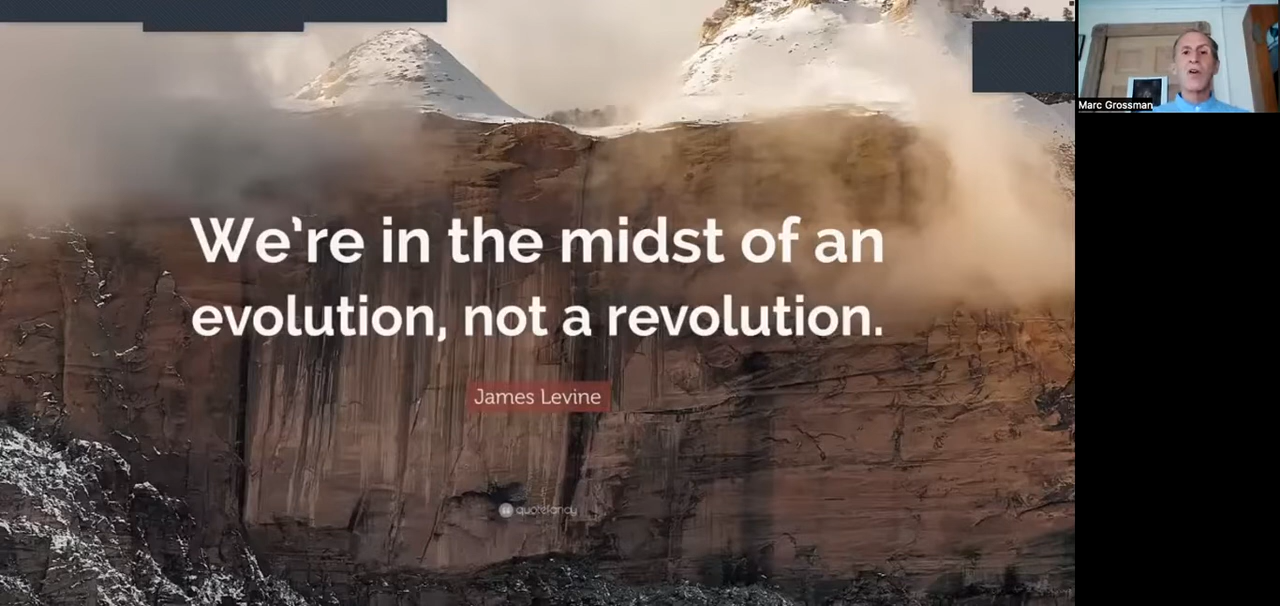 Marc Grossman
We're in the midst of an
evolution, not a revolution.
James Levine
quotefancy